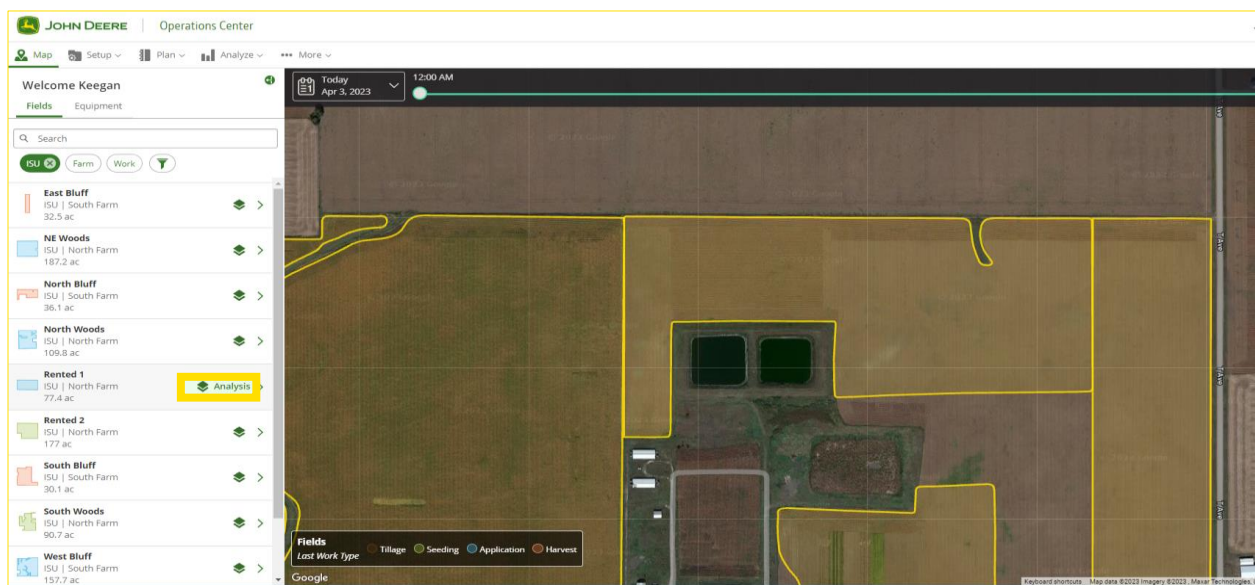 JOHN DEERE
Operations Center
Map
Setup
Plan
Analyze
More
Welcome Keegan
Fields
Equipment
Search
ISU
Farm
Work
East Bluff
ISU | South Farm
32.5 ac
NE Woods
ISU | North Farm
187.2 ac
North Bluff
ISU | South Farm
36.1 ac
North Woods
ISU | North Farm
109.8 ac
Rented 1
ISU | North Farm
77.4 ac
Analysis
Rented 2
ISU | North Farm
177 ac
South Bluff
ISU | South Farm
30.1 ac
South Woods
ISU | North Farm
90.7 ac
West Bluff
ISU | South Farm
157.7 ac
Today
Apr 3, 2023
12:00 AM
T Ave
T Ave
T Ave
Fields
Last Work Type
Tillage
Seeding
Application
Harvest
Google
Keyboard shortcuts
Map data ©2023 Imagery ©2023 , Maxar Technologies